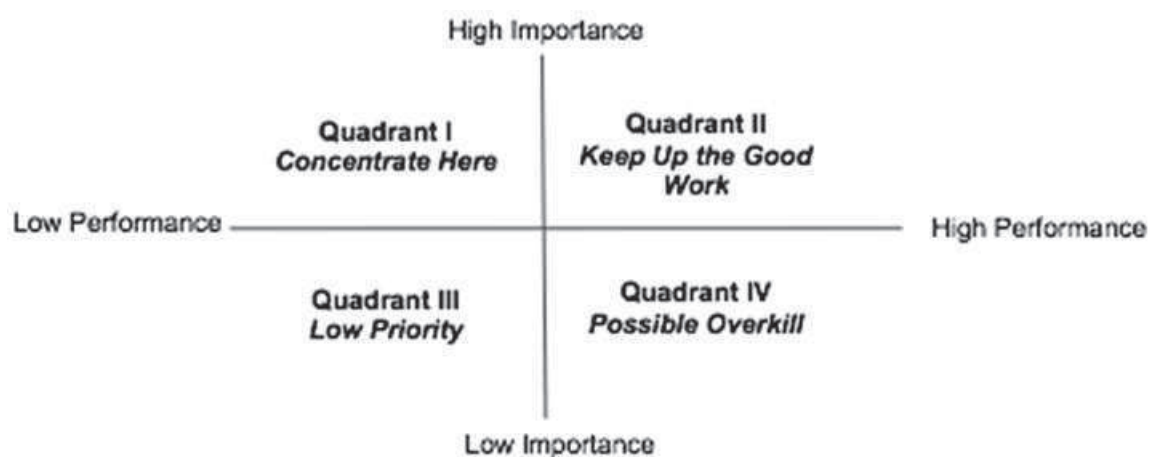 High Importance
Quadrant I
Concentrate Here
Quadrant II
Keep Up the Good
Work
Low Performance
High Performance
Quadrant III
Low Priority
Quadrant IV
Possible Overkill
Low Importance